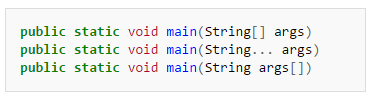 public static void main(String[] args)
public static void main(String... args)
public static void main(String args[])